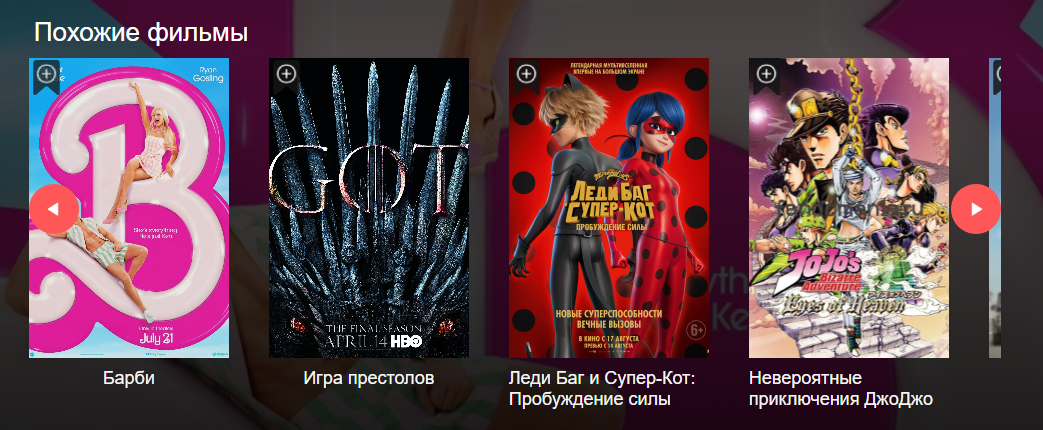 Похожие фильмы
Ryan
Gosling
She's everything.
He's just Ken.
Only in theaters
July 21
Барби
GOT
THE FINAL SEASON
APRIL 14 HBO
Игра престолов
ЛЕГЕНДАРНАЯ МУЛЬТИВСЕЛЕННАЯ
ВПЕРВЫЕ НА БОЛЬШОМ ЭКРАНЕ
ЛЕДИ БАГ
СУПЕР-КОТ
ПРОБУЖДЕНИЕ СИЛЫ
НОВЫЕ СУПЕРСПОСОБНОСТИ
ВЕЧНЫЕ ВЫЗОВЫ
6+
В КИНО С 17 АВГУСТА
Леди Баг и Супер-Кот:
Пробуждение силы
JoJo's
Bizarre
Adventure
Eyes of Heaven
Невероятные
приключения ДжоДжо